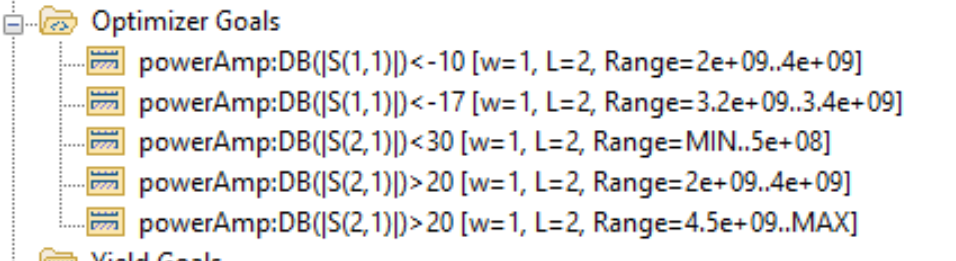 Optimizer Goals
powerAmp:DB(|S(1,1)|)<-10 [w=1, L=2, Range=2e+09..4e+09]
powerAmp:DB(|S(1,1)|)<-17 [w=1, L=2, Range=3.2e+09..3.4e+09]
powerAmp:DB(|S(2,1)|)<30 [w=1, L=2, Range=MIN..5e+08]
powerAmp:DB(|S(2,1)|)>20 [w=1, L=2, Range=2e+09..4e+09]
powerAmp:DB(|S(2,1)|)>20 [w=1, L=2, Range=4.5e+09..MAX]
Yield Goals